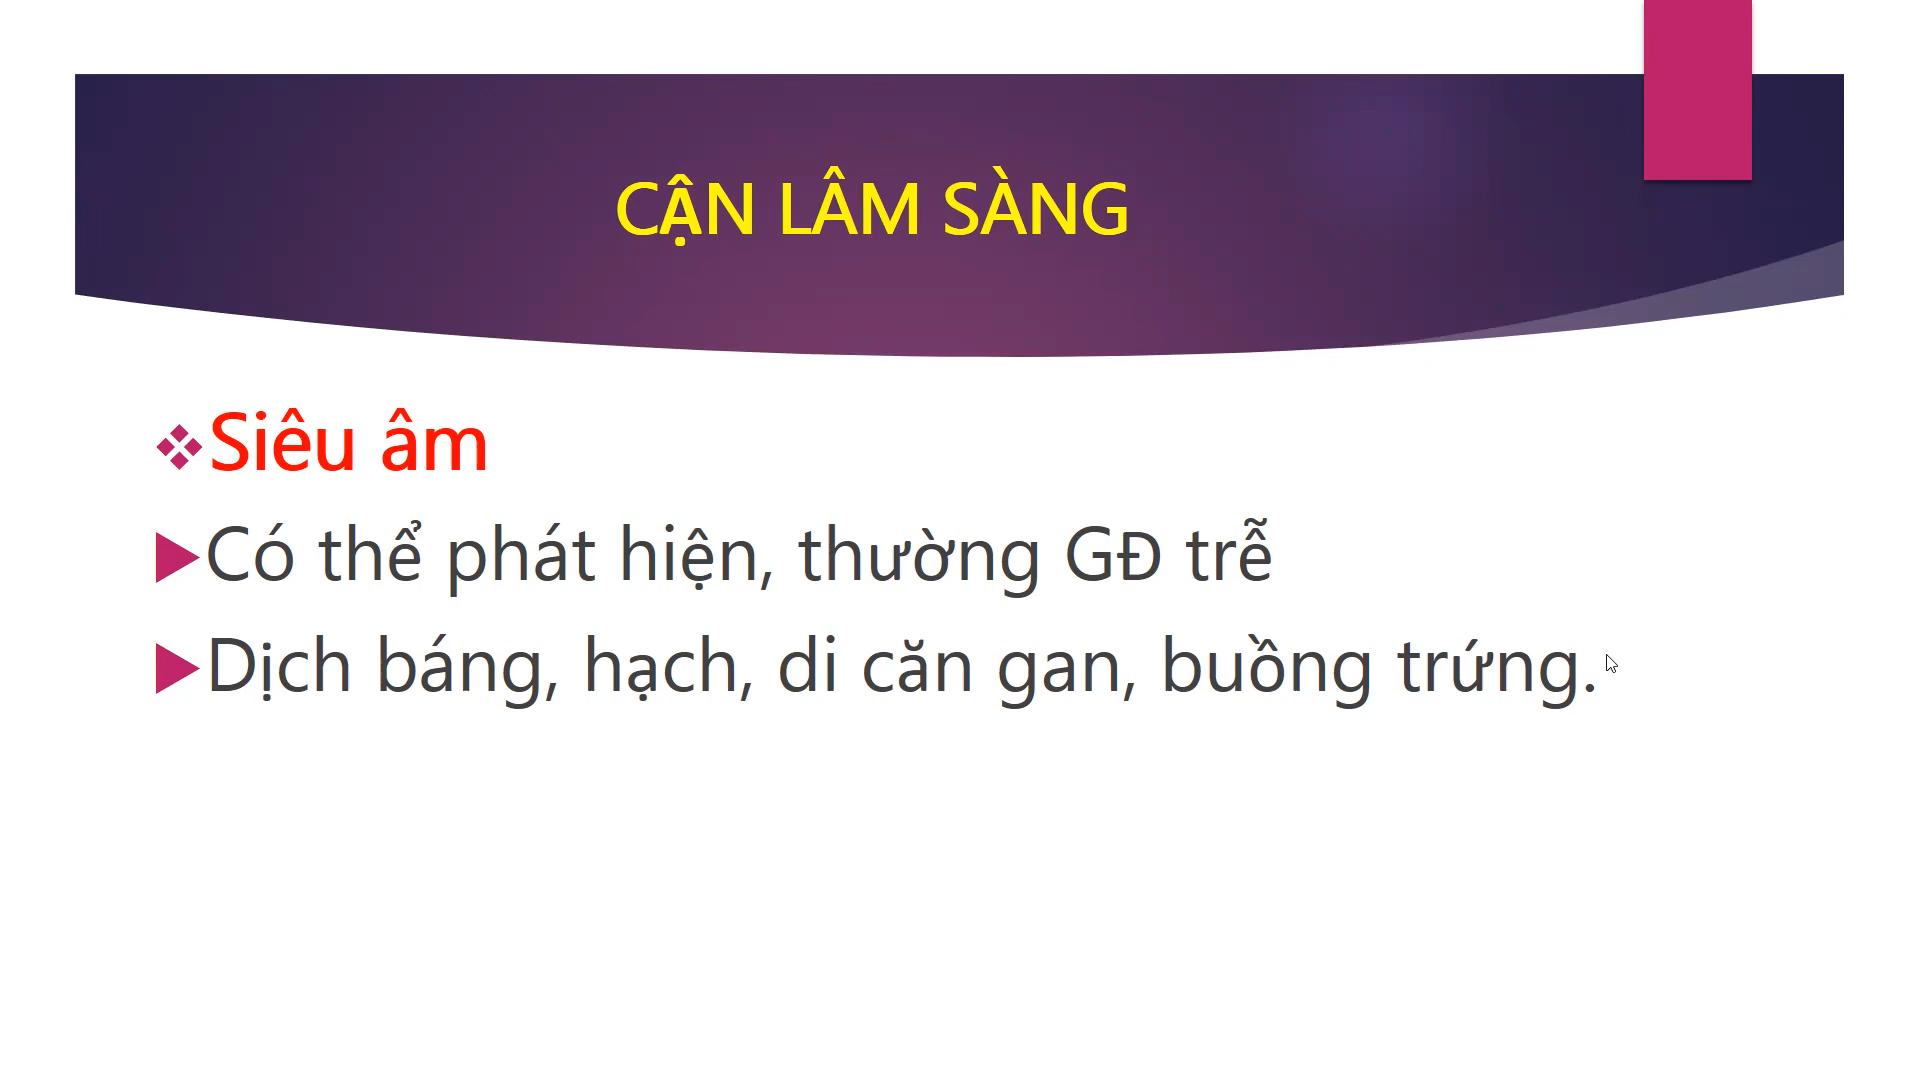 CẬN LÂM SÀNG
Siêu âm
Có thể phát hiện, thường GĐ trễ
Dịch báng, hạch, di căn gan, buồng trứng.